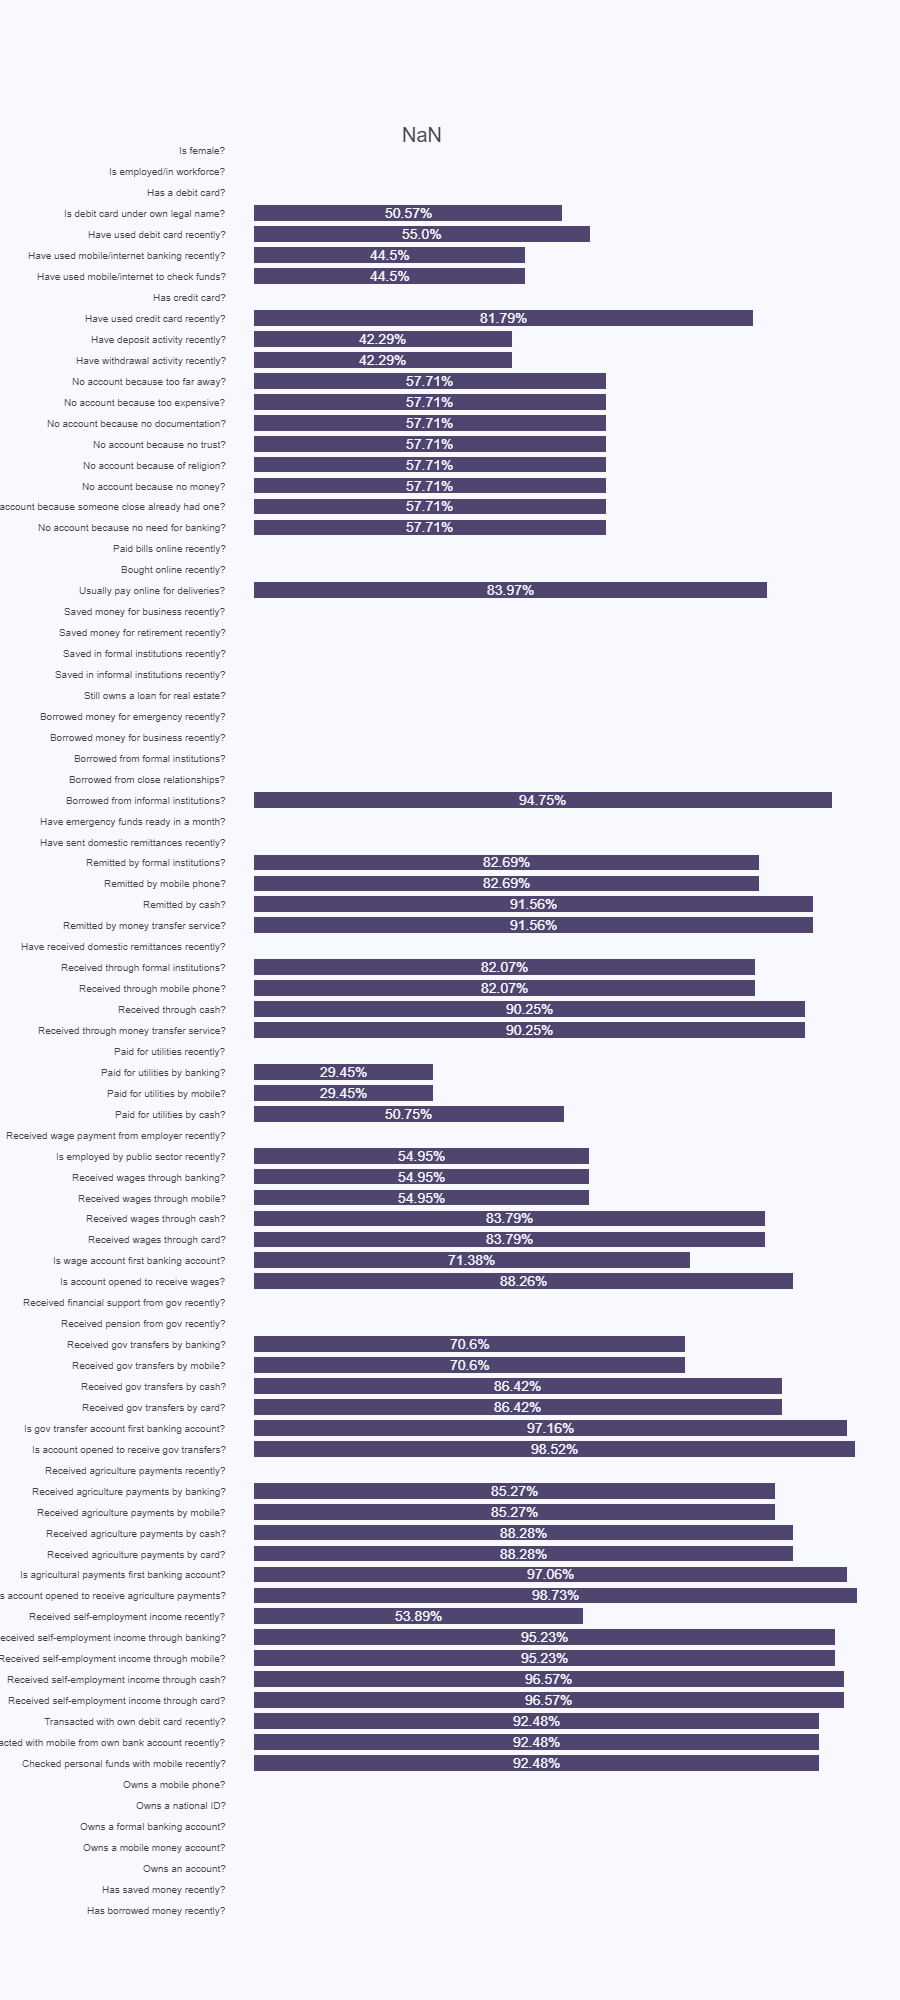 NaN
Is female?
Is employed/in workforce?
Has a debit card?
Is debit card under own legal name? 50.57%
Have used debit card recently? 55.0%
Have used mobile/internet banking recently? 44.5%
Have used mobile/internet to check funds? 44.5%
Has credit card?
Have used credit card recently? 81.79%
Have deposit activity recently? 42.29%
Have withdrawal activity recently? 42.29%
No account because too far away? 57.71%
No account because too expensive? 57.71%
No account because no documentation? 57.71%
No account because no trust? 57.71%
No account because of religion? 57.71%
No account because no money? 57.71%
account because someone close already had one? 57.71%
No account because no need for banking? 57.71%
Paid bills online recently?
Bought online recently?
Usually pay online for deliveries? 83.97%
Saved money for business recently?
Saved money for retirement recently?
Saved in formal institutions recently?
Saved in informal institutions recently?
Still owns a loan for real estate?
Borrowed money for emergency recently?
Borrowed money for business recently?
Borrowed from formal institutions?
Borrowed from close relationships?
Borrowed from informal institutions? 94.75%
Have emergency funds ready in a month?
Have sent domestic remittances recently?
Remitted by formal institutions? 82.69%
Remitted by mobile phone? 82.69%
Remitted by cash? 91.56%
Remitted by money transfer service? 91.56%
Have received domestic remittances recently?
Received through formal institutions? 82.07%
Received through mobile phone? 82.07%
Received through cash? 90.25%
Received through money transfer service? 90.25%
Paid for utilities recently?
Paid for utilities by banking? 29.45%
Paid for utilities by mobile? 29.45%
Paid for utilities by cash? 50.75%
Received wage payment from employer recently?
Is employed by public sector recently? 54.95%
Received wages through banking? 54.95%
Received wages through mobile? 54.95%
Received wages through cash? 83.79%
Received wages through card? 83.79%
Is wage account first banking account? 71.38%
Is account opened to receive wages? 88.26%
Received financial support from gov recently?
Received pension from gov recently?
Received gov transfers by banking? 70.6%
Received gov transfers by mobile? 70.6%
Received gov transfers by cash? 86.42%
Received gov transfers by card? 86.42%
Is gov transfer account first banking account? 97.16%
Is account opened to receive gov transfers? 98.52%
Received agriculture payments recently?
Received agriculture payments by banking? 85.27%
Received agriculture payments by mobile? 85.27%
Received agriculture payments by cash? 88.28%
Received agriculture payments by card? 88.28%
Is agricultural payments first banking account? 97.06%
s account opened to receive agriculture payments? 98.73%
Received self-employment income recently? 53.89%
eceived self-employment income through banking? 95.23%
Received self-employment income through mobile? 95.23%
Received self-employment income through cash? 96.57%
Received self-employment income through card? 96.57%
Transacted with own debit card recently? 92.48%
acted with mobile from own bank account recently? 92.48%
Checked personal funds with mobile recently? 92.48%
Owns a mobile phone?
Owns a national ID?
Owns a formal banking account?
Owns a mobile money account?
Owns an account?
Has saved money recently?
Has borrowed money recently?